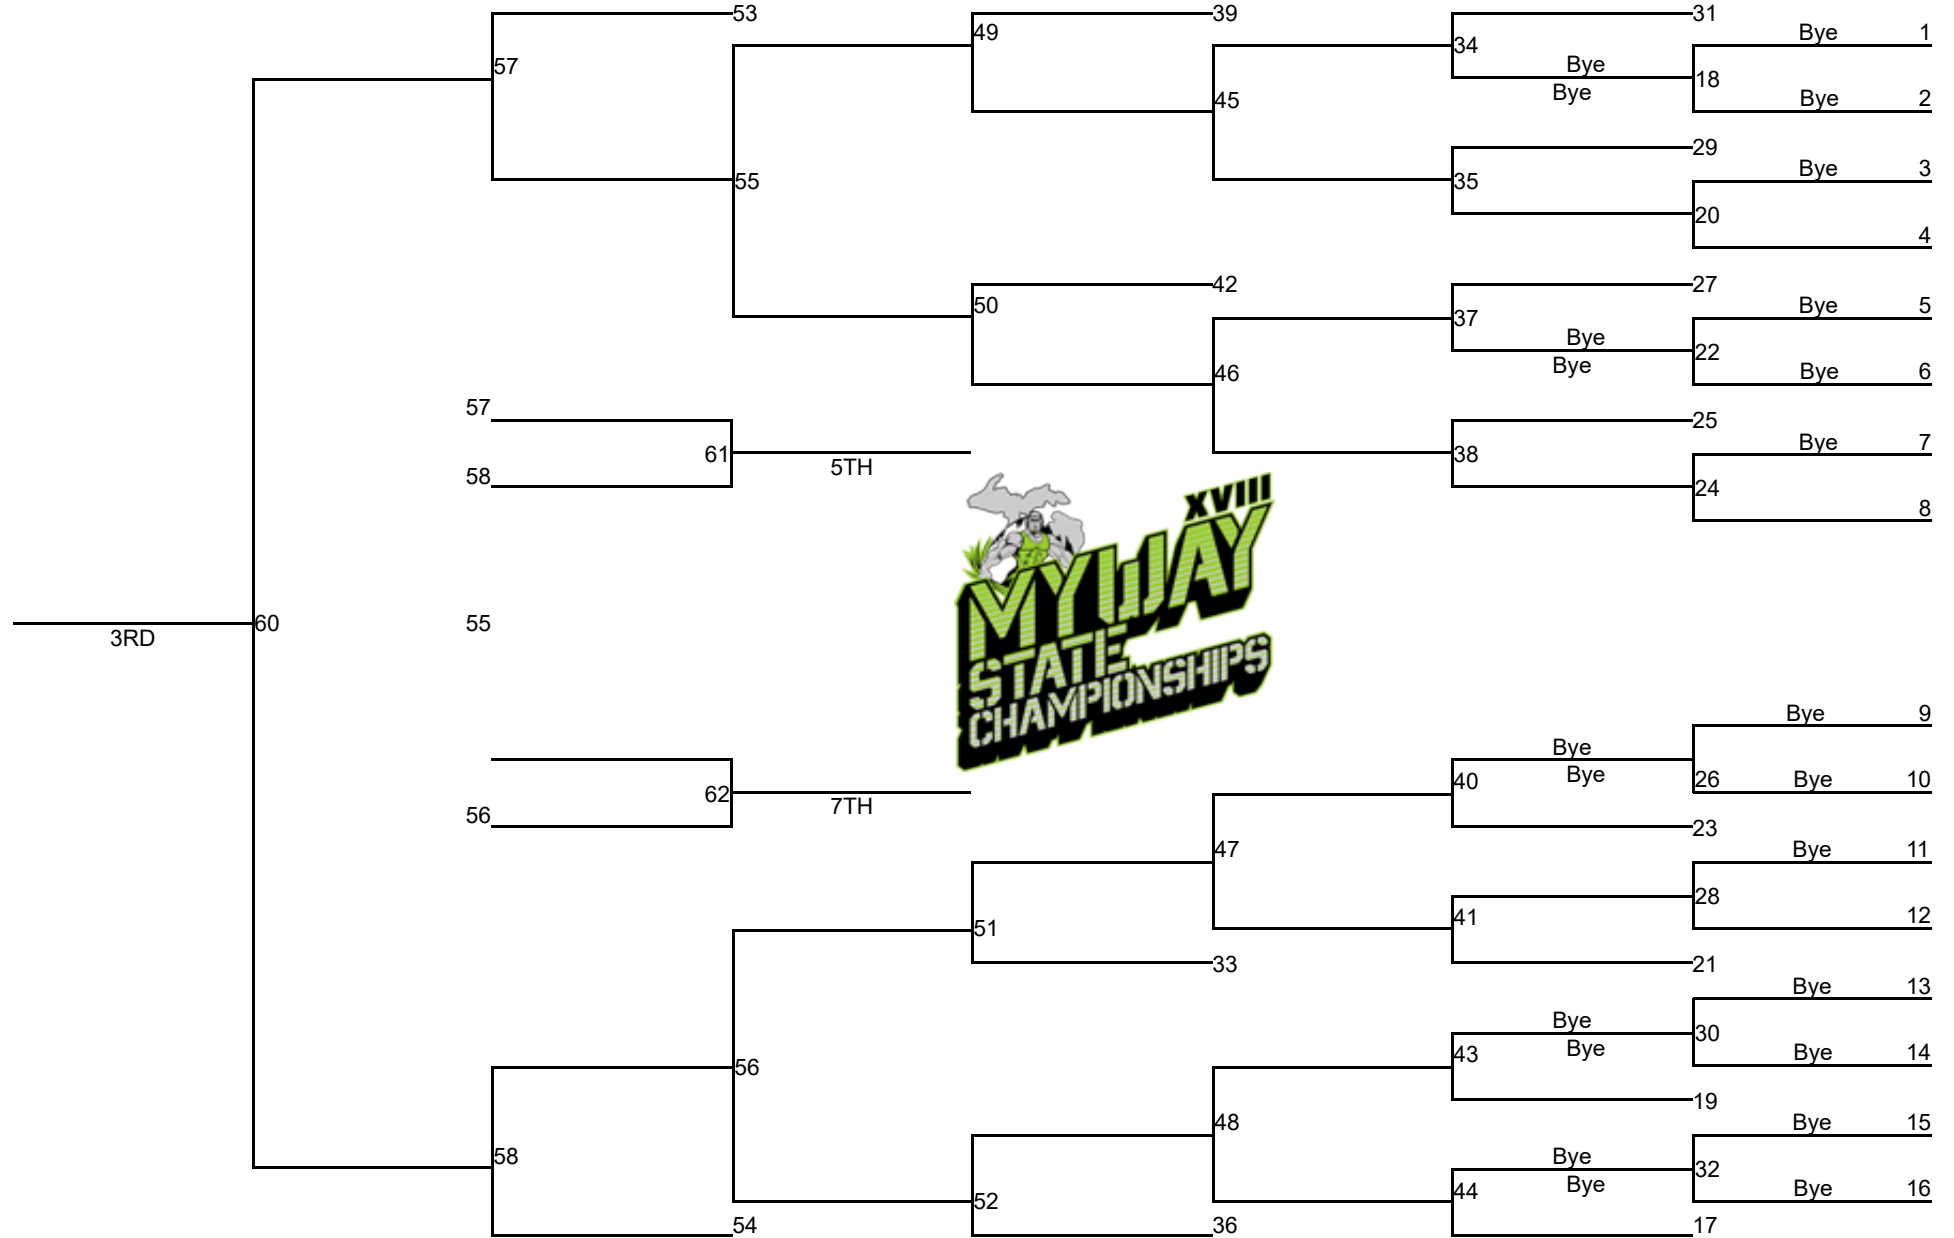 53 39 31
49 Bye 1
57 34
Bye
18
Bye
45 Bye 2
29
Bye 3
55 35
20
4
42 27
50 Bye 5
37
Bye
22
Bye
46 Bye 6
57 25
Bye 7
61 38
5TH
58 24
8
XVIII
MYWAY
STATE
CHAMPIONSHIPS
60 55
3RD
Bye 9
Bye
40
Bye 26 Bye 10
62
7TH
56 23
47 Bye 11
28
41 12
51
33 21
Bye 13
Bye
30
43
Bye Bye 14
56
19
48 Bye 15
58 Bye
32
44
Bye Bye 16
52
54 36 17